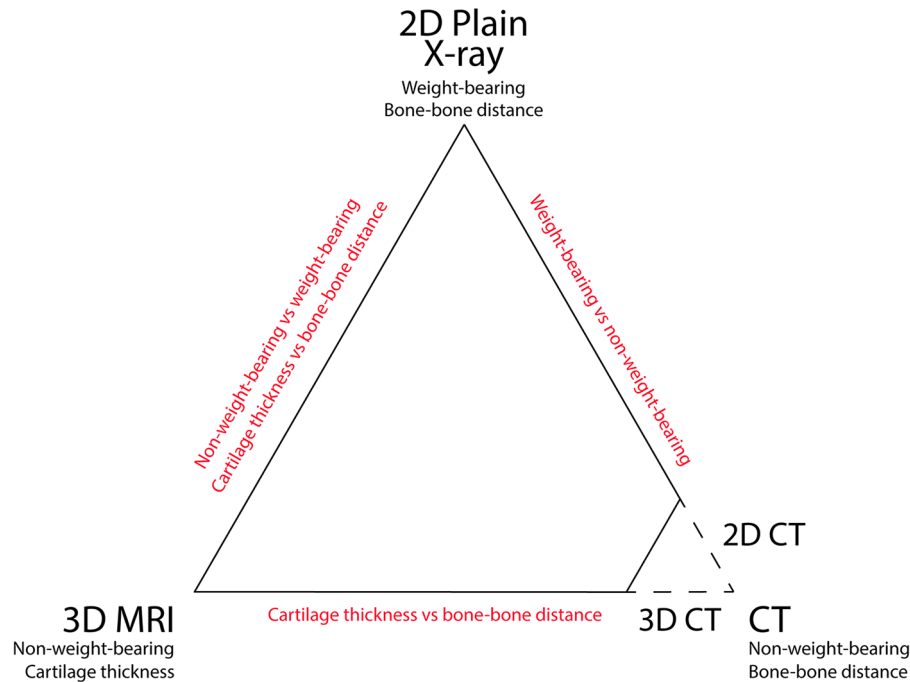 2D Plain
X-ray
Weight-bearing
Bone-bone distance
Non-weight-bearing vs weight-bearing
Cartilage thickness vs bone-bone distance
Weight-bearing vs non-weight-bearing
2D CT
3D MRI
Non-weight-bearing
Cartilage thickness
Cartilage thickness vs bone-bone distance
3D CT
CT
Non-weight-bearing
Bone-bone distance